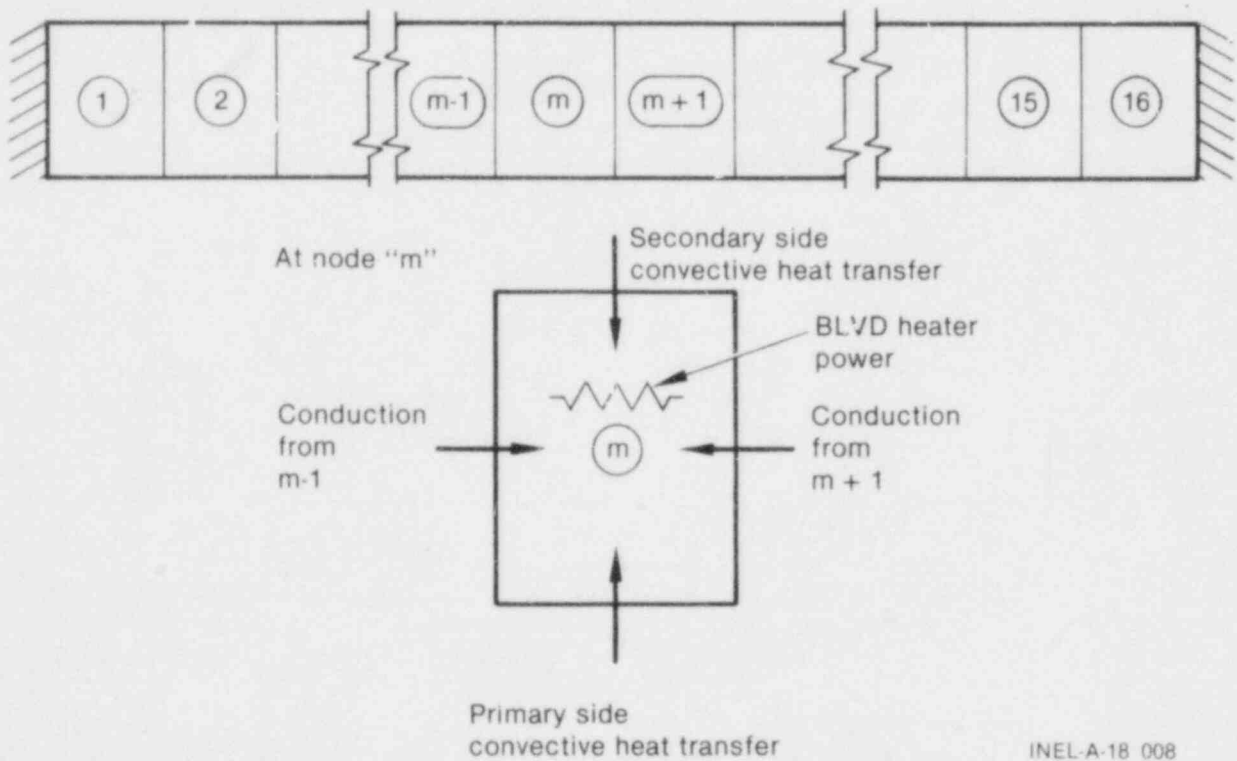 1
2
m-1
m
m + 1
15
16
At node "m"
Secondary side
convective heat transfer
BLVD heater
power
Conduction
from
m-1
m
Conduction
from
m + 1
Primary side
convective heat transfer
INEL-A-18 008